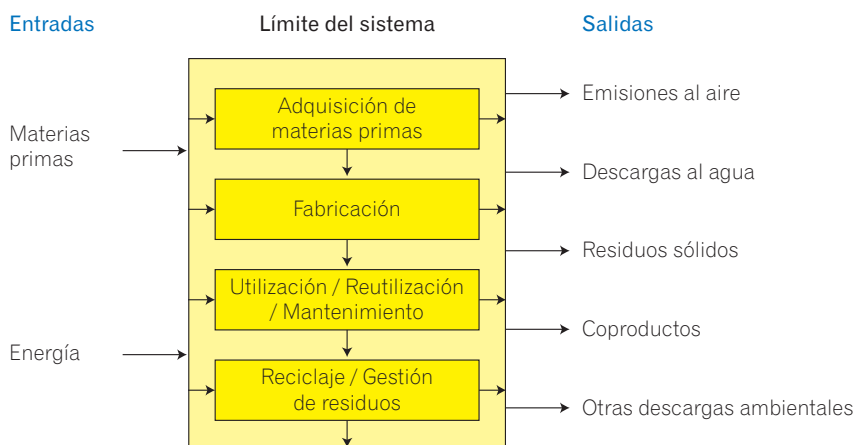 Entradas
Límite del sistema
Salidas
Materias
primas
Energía
Adquisición de
materias primas
Fabricación
Utilización / Reutilización
/ Mantenimiento
Reciclaje / Gestión
de residuos
Emisiones al aire
Descargas al agua
Residuos sólidos
Coproductos
Otras descargas ambientales